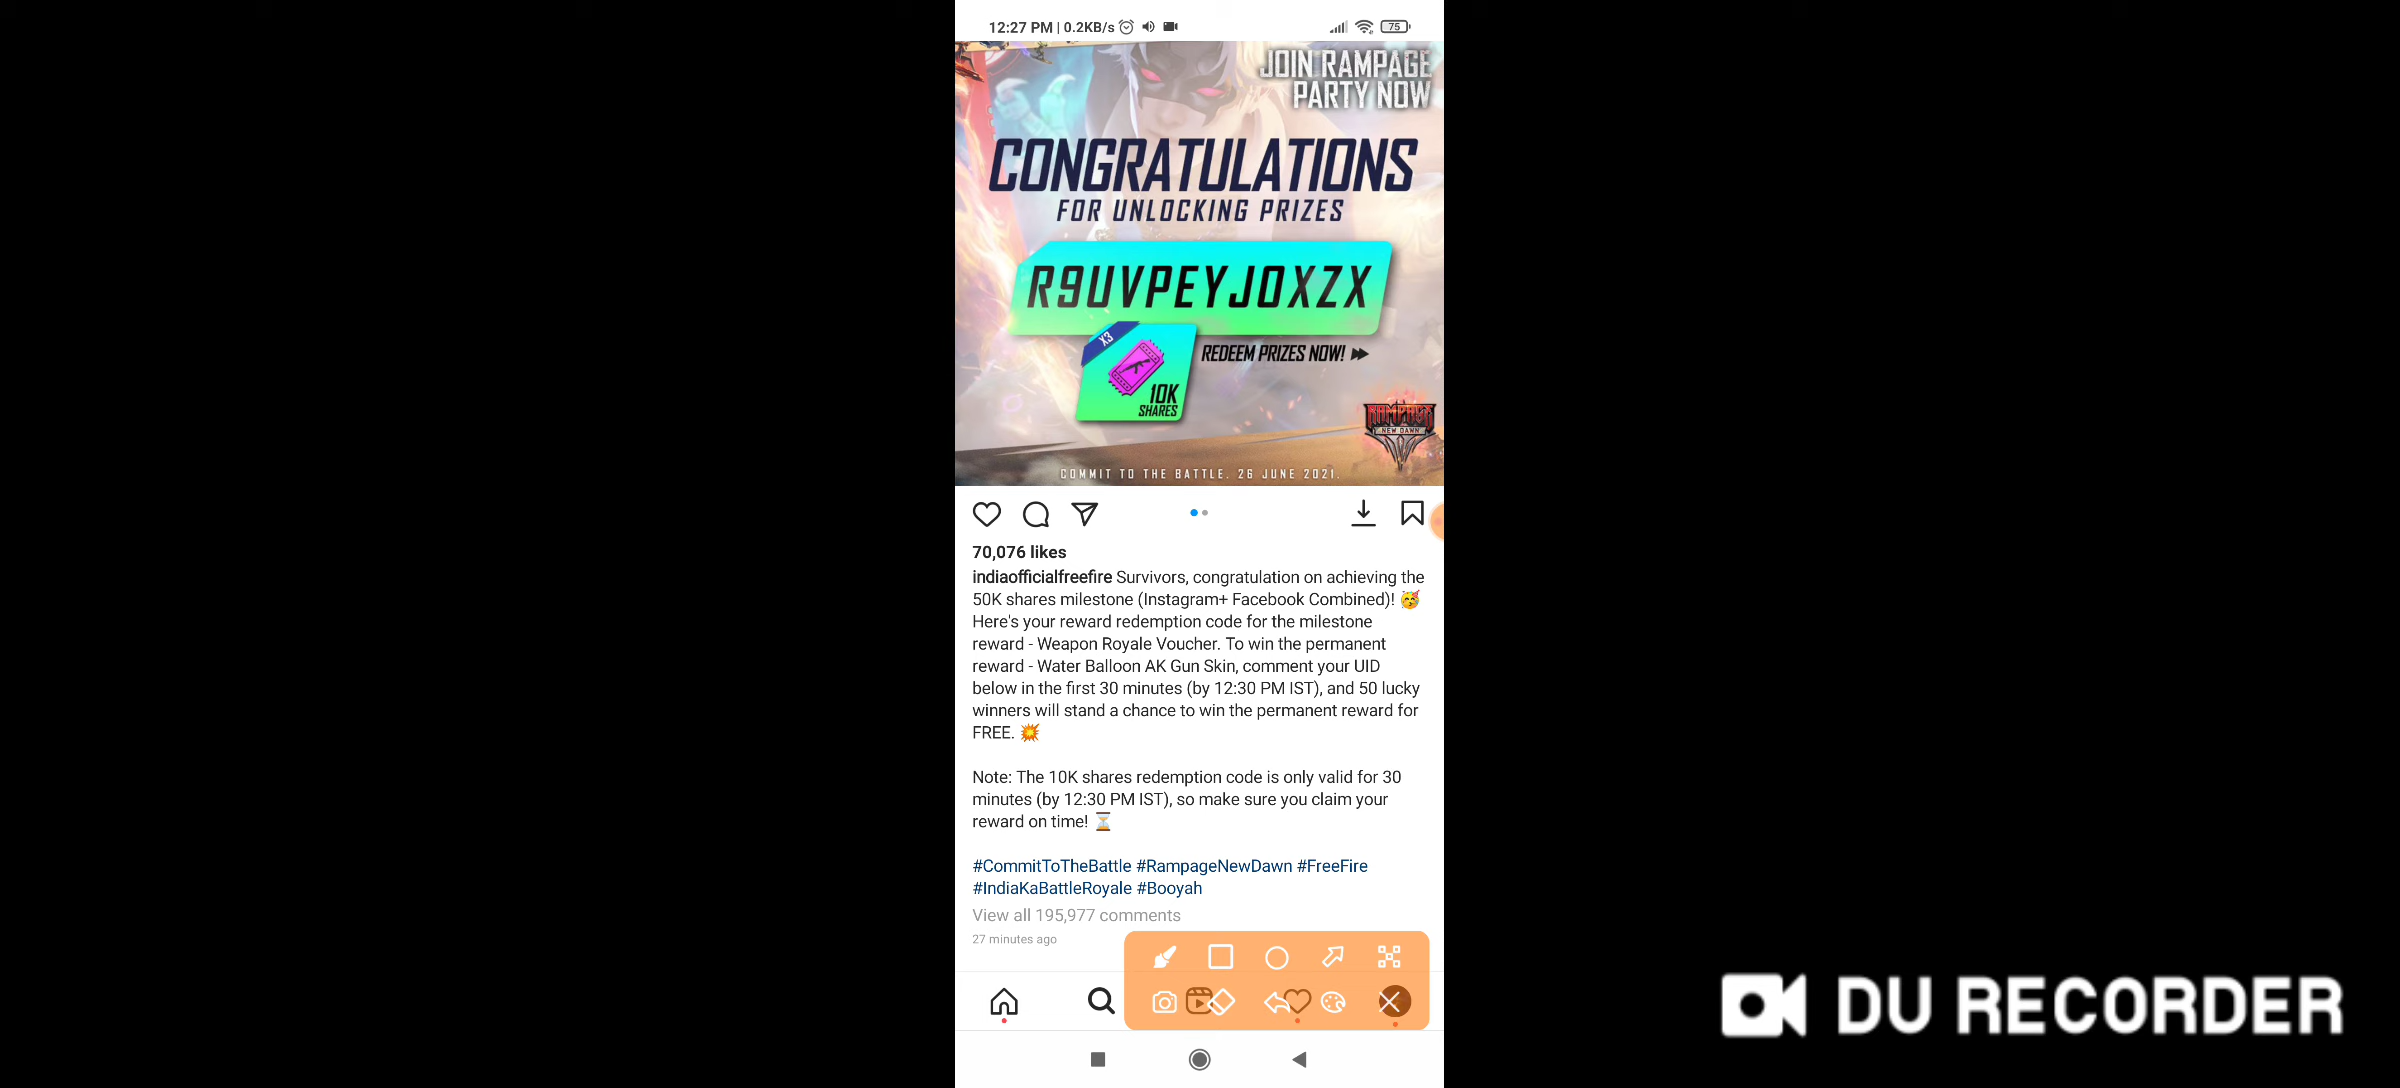 12:27 PM | 0.2KB/s
75
JOIN RAMPAGE
PARTY NOW
CONGRATULATIONS
FOR UNLOCKING PRIZES
R9UVPEYJOXZX
X3
REDEEM PRIZES NOW!
10K
SHARES
RAMPAGE
NEW DAWN
COMMIT TO THE BATTLE. 26 JUNE 2021.
70,076 likes
indiaofficialfreefire Survivors, congratulation on achieving the
50K shares milestone (Instagram+ Facebook Combined)! 🥳
Here's your reward redemption code for the milestone
reward - Weapon Royale Voucher. To win the permanent
reward - Water Balloon AK Gun Skin, comment your UID
below in the first 30 minutes (by 12:30 PM IST), and 50 lucky
winners will stand a chance to win the permanent reward for
FREE. 💥
Note: The 10K shares redemption code is only valid for 30
minutes (by 12:30 PM IST), so make sure you claim your
reward on time! ⏳
#CommitToTheBattle #RampageNewDawn #FreeFire
#IndiaKaBattleRoyale #Booyah
View all 195,977 comments
27 minutes ago
DU RECORDER